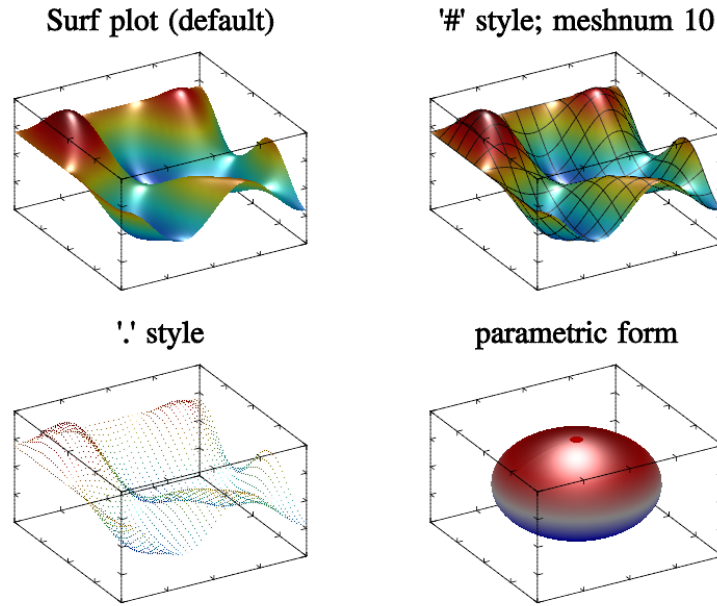 Surf plot (default)
'#' style; meshnum 10
'.' style
parametric form